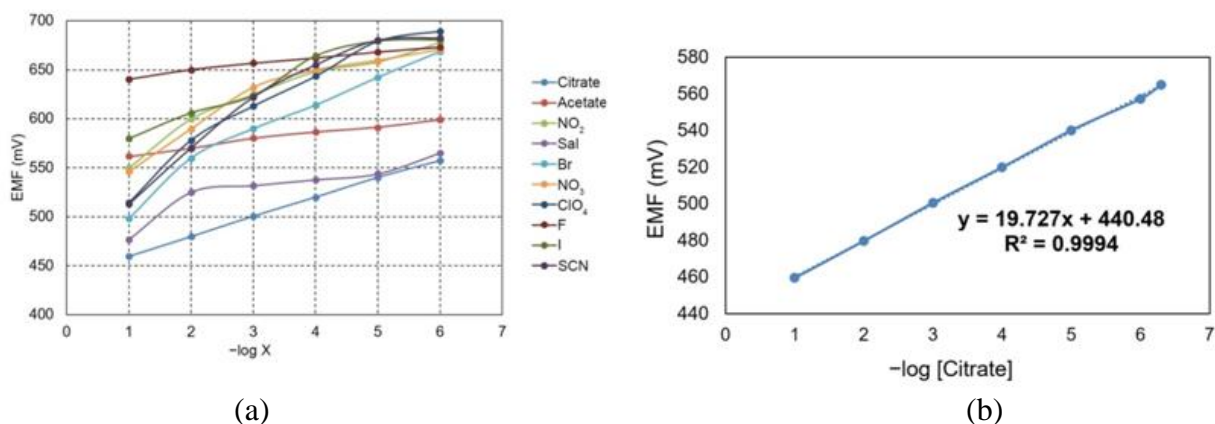 700
650
600
550
500
450
400
EMF (mV)
0 1 2 3 4 5 6 7
−log X
Citrate
Acetate
NO₂
Sal
Br
NO₃
ClO₄
F
I
SCN
(a)
580
560
540
520
500
480
460
440
EMF (mV)
y = 19.727x + 440.48
R² = 0.9994
0 1 2 3 4 5 6 7
−log [Citrate]
(b)